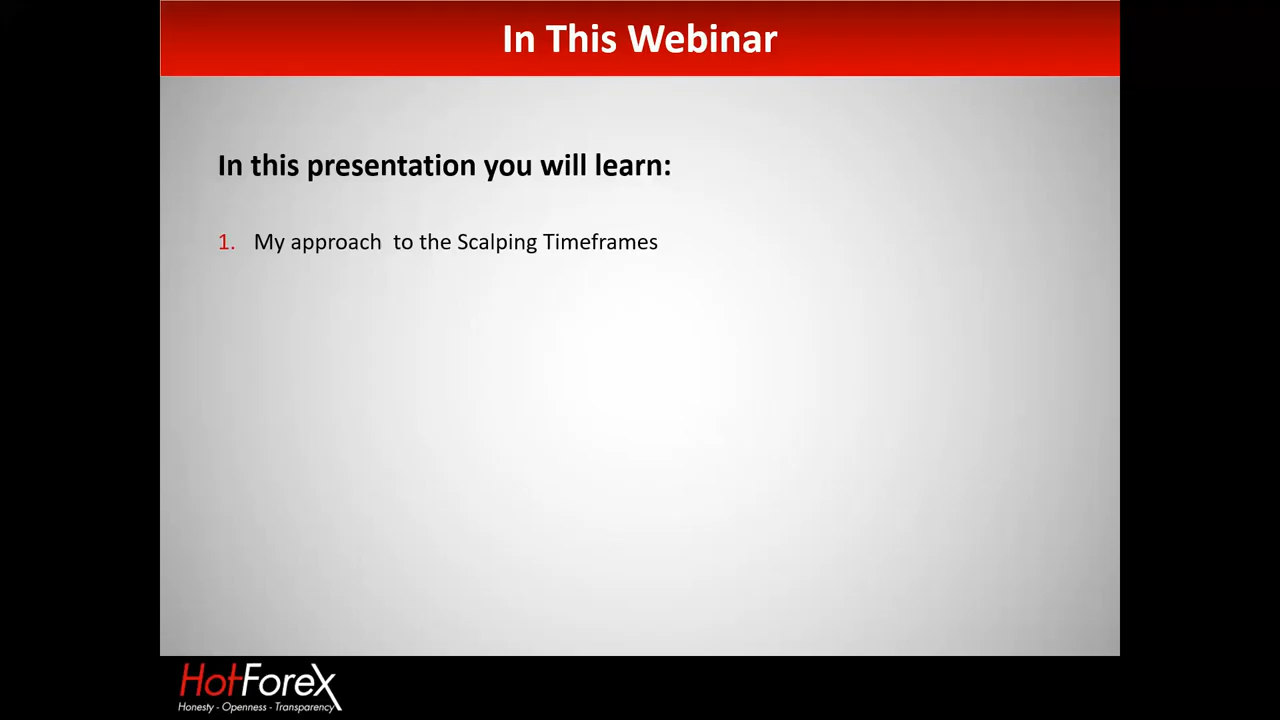 In This Webinar
In this presentation you will learn:
1. My approach  to the Scalping Timeframes
HotForex
Honesty - Openness - Transparency